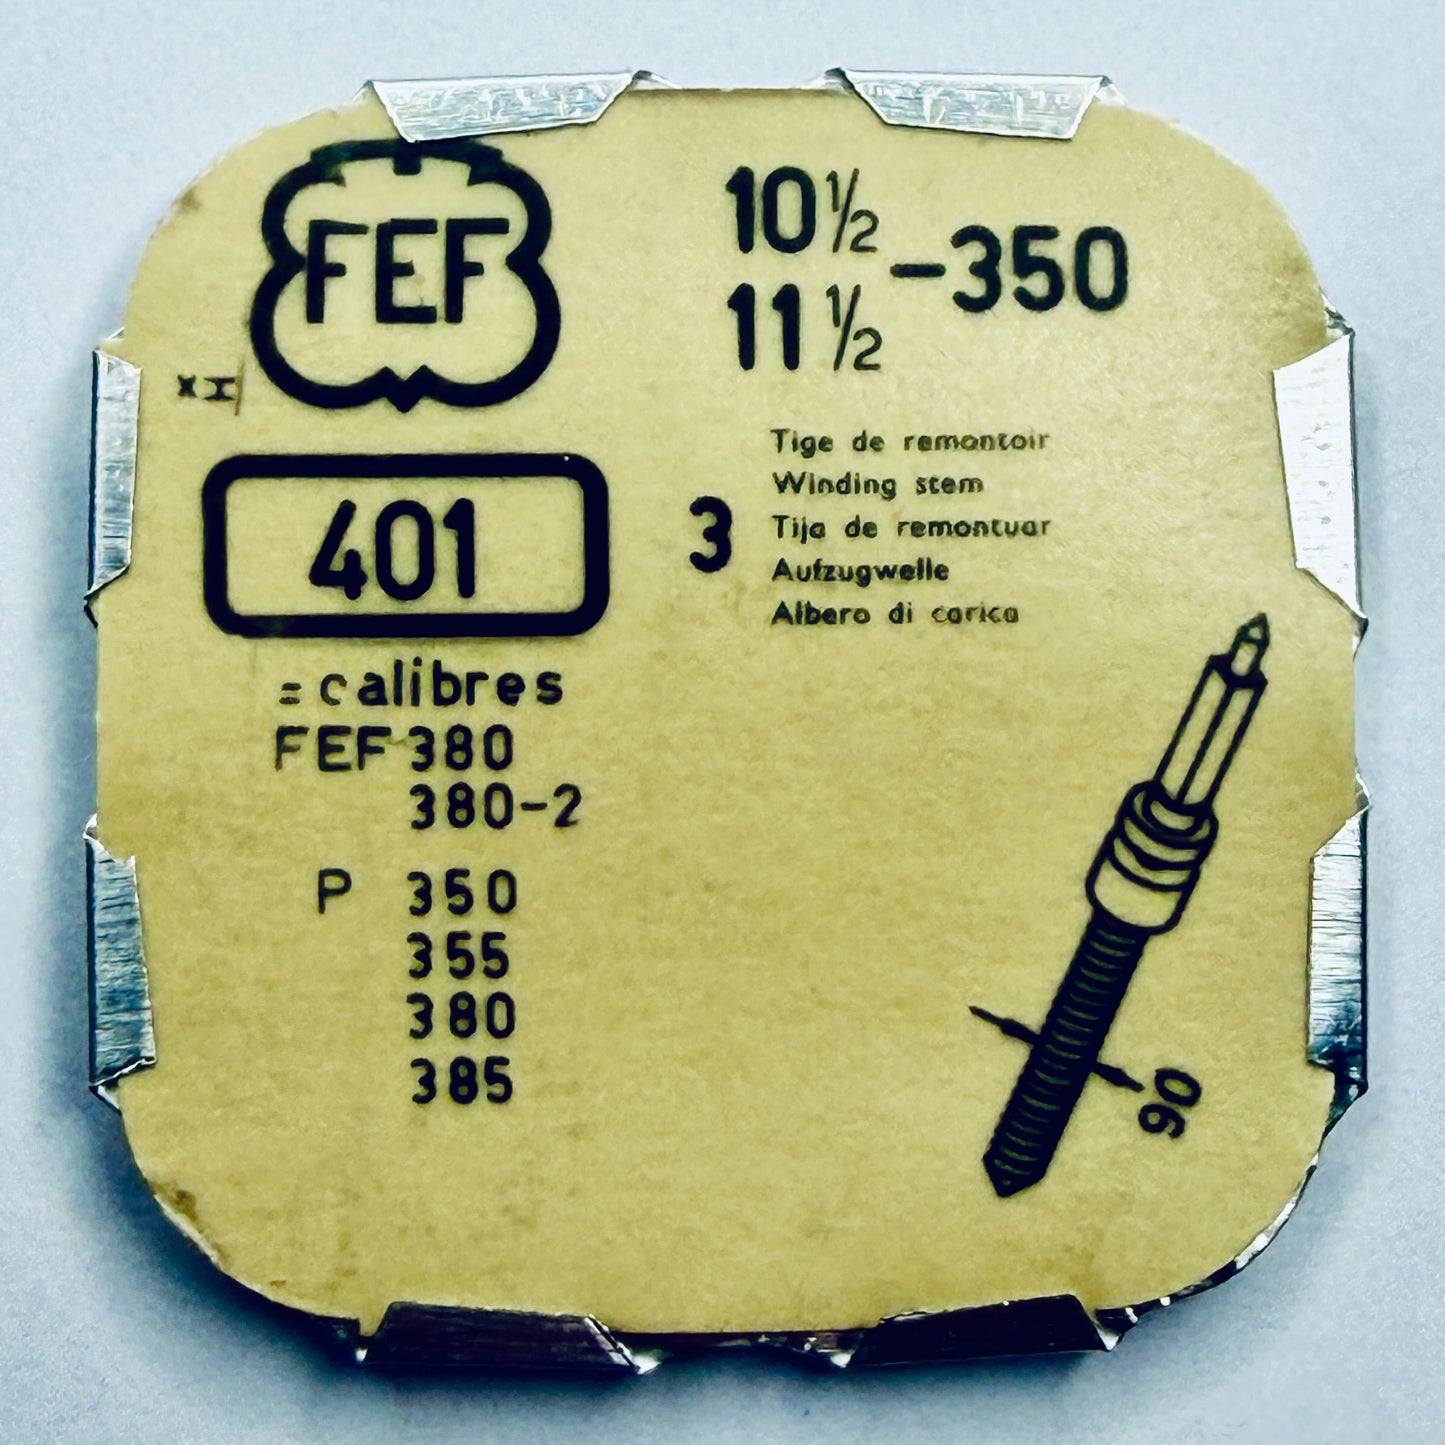 FEF
10½
11½
-350
XI
401
3
Tige de remontoir
Winding stem
Tija de remontuar
Aufzugwelle
Albero di carica
= calibres
FEF 380
380-2
P 350
355
380
385
90